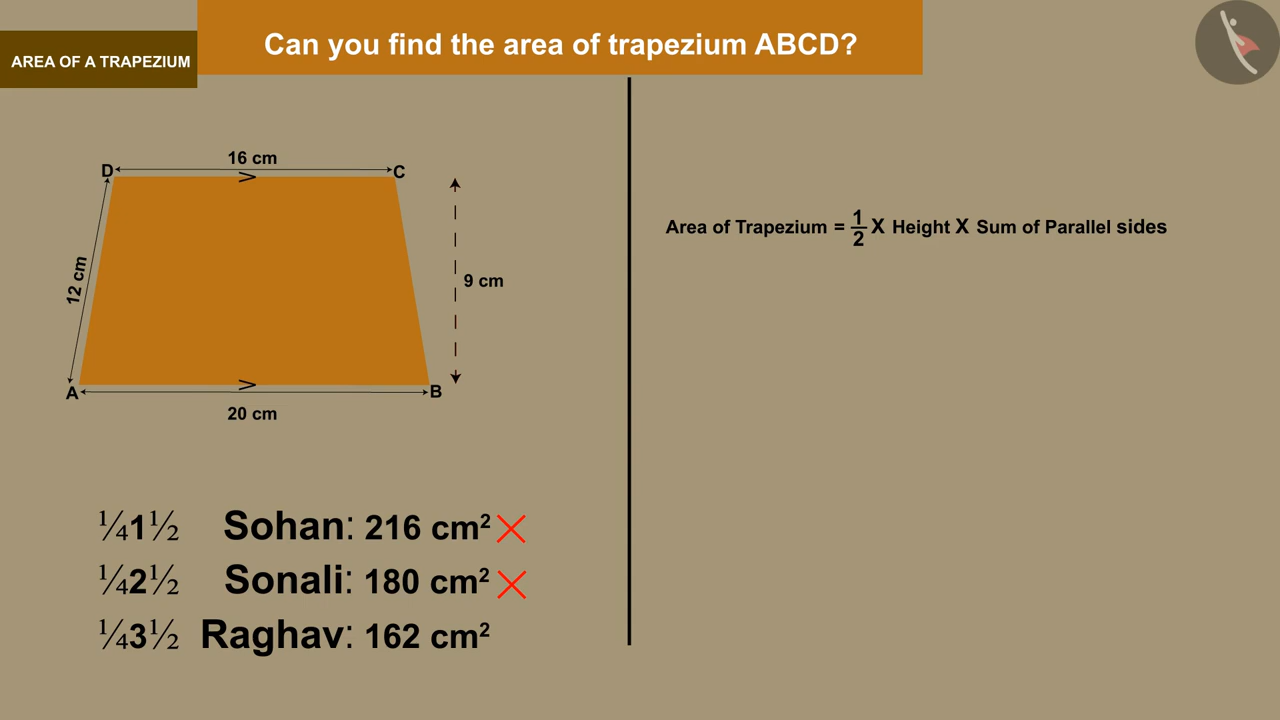 Can you find the area of trapezium ABCD?
AREA OF A TRAPEZIUM
16 cm
D C
12 cm
9 cm
A B
20 cm
Area of Trapezium = 1/2 X Height X Sum of Parallel sides
¼1½ Sohan: 216 cm²
¼2½ Sonali: 180 cm²
¼3½ Raghav: 162 cm²